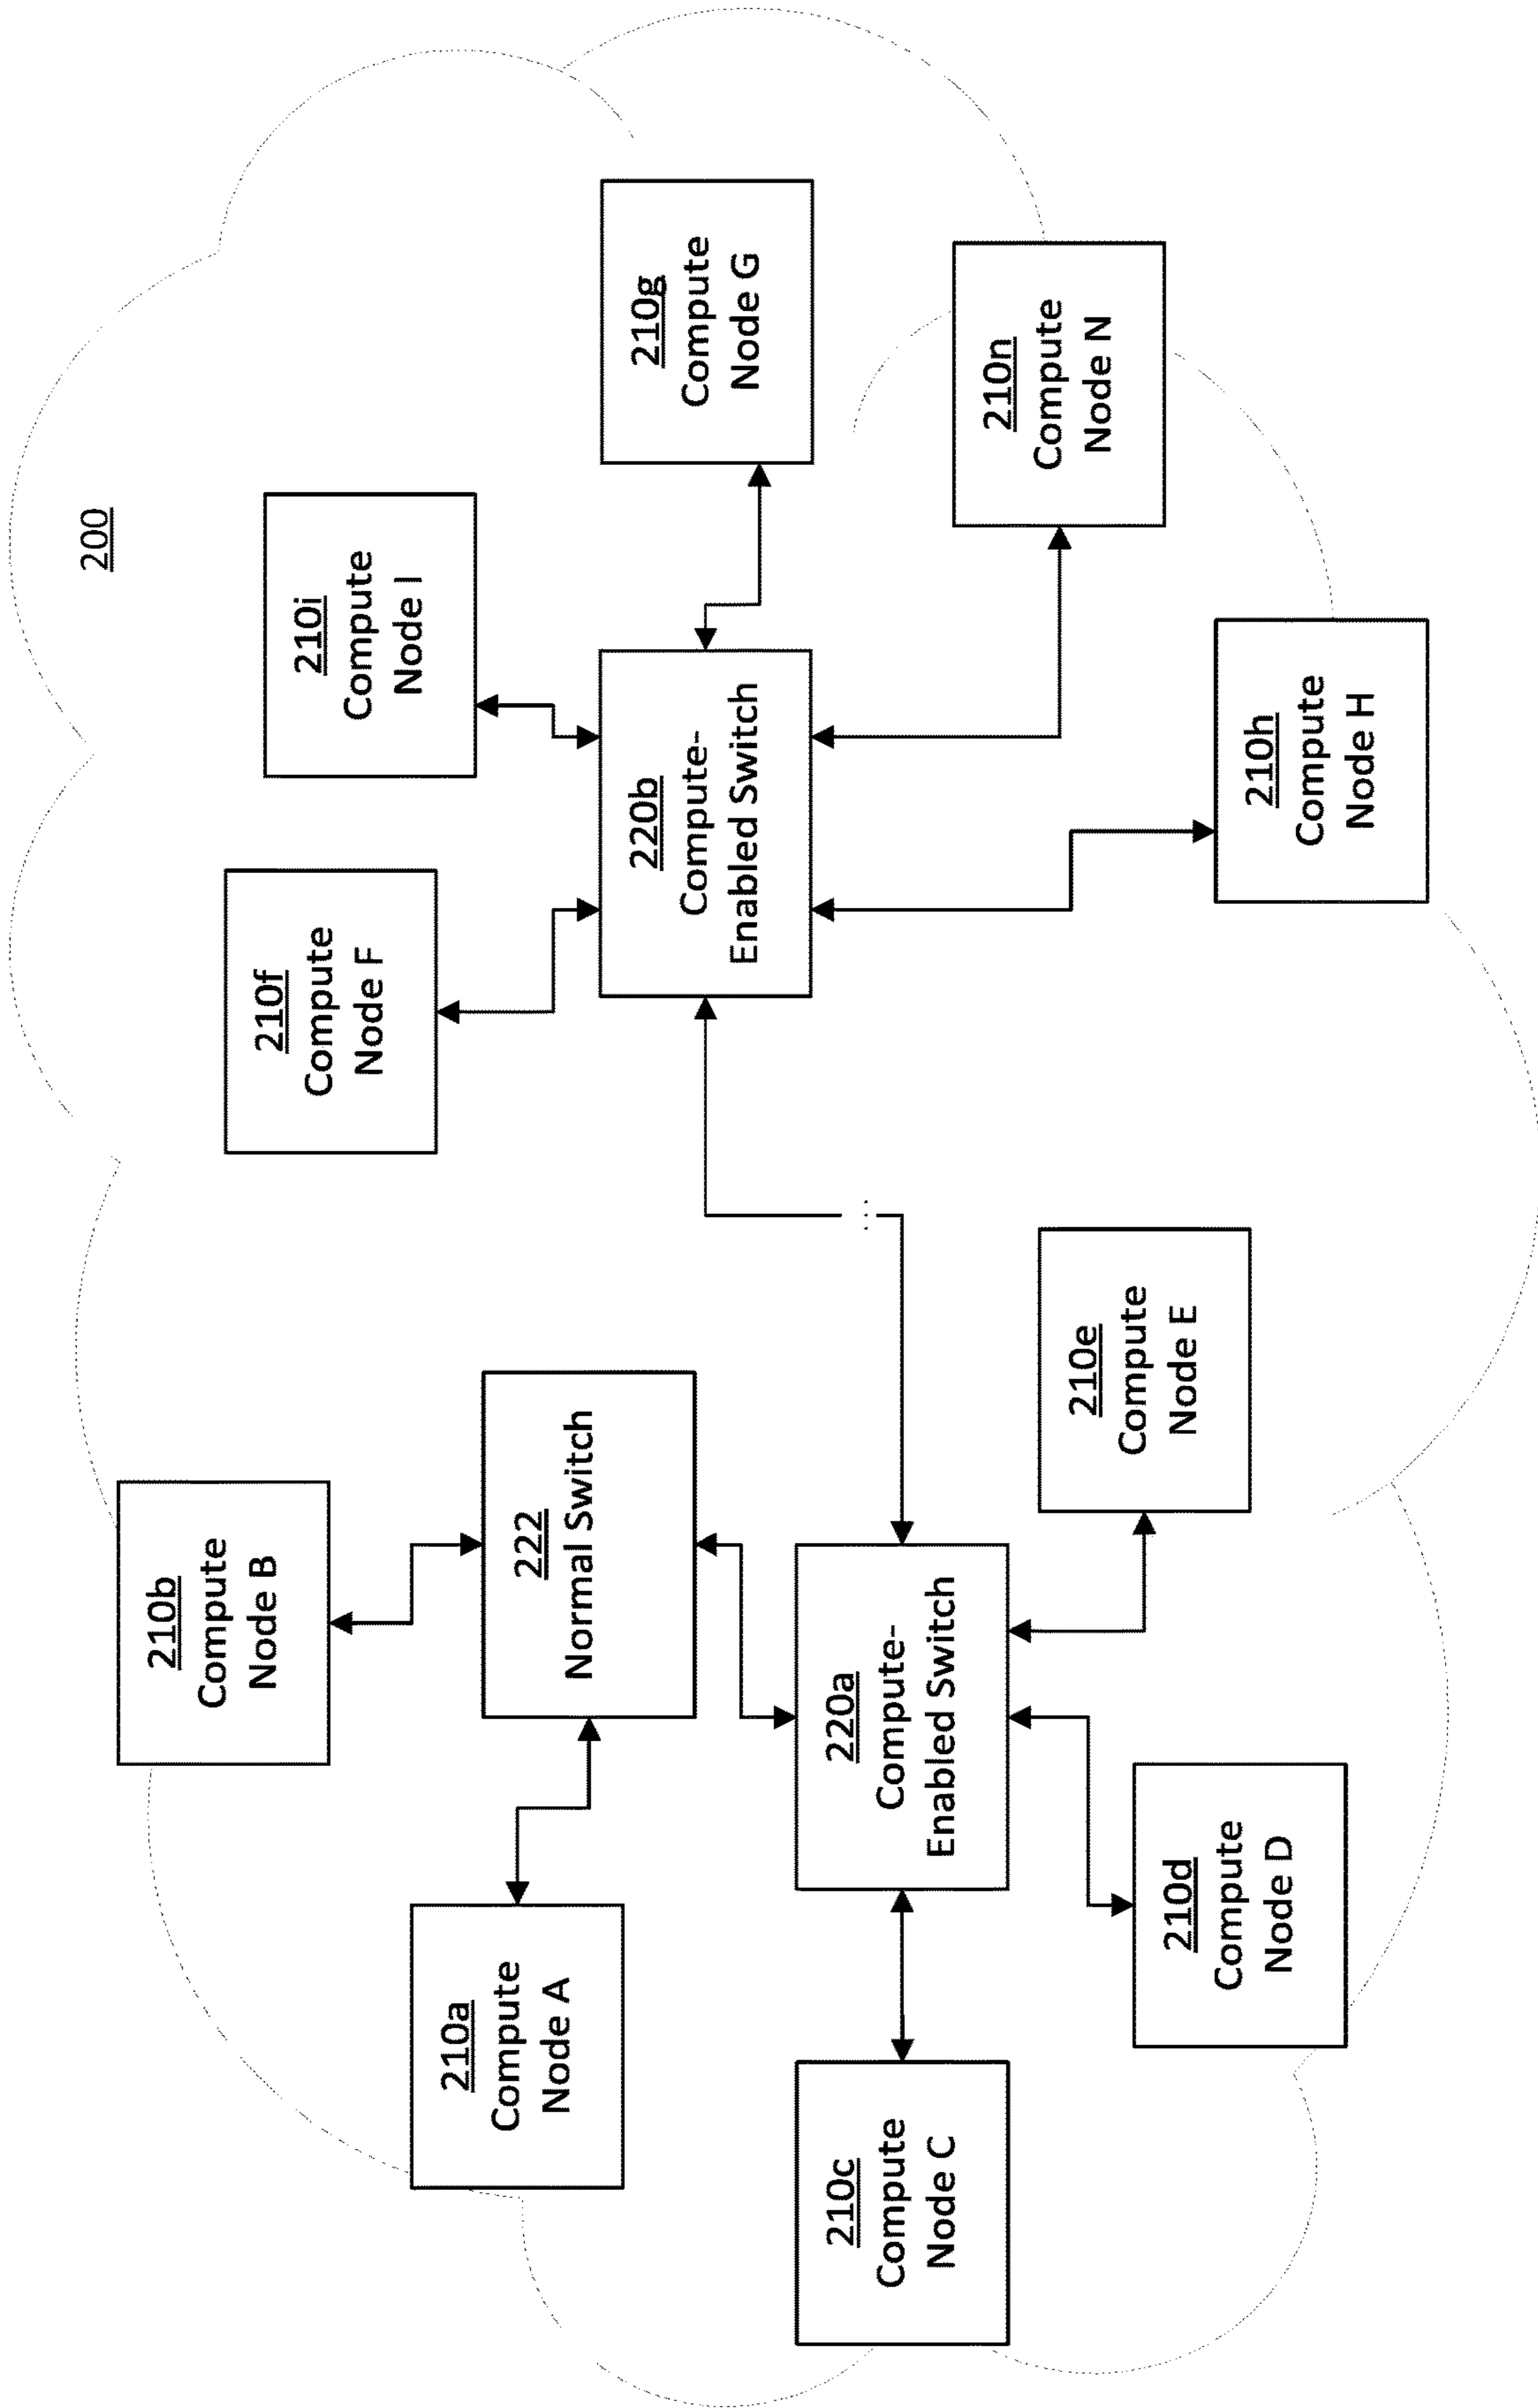 200
210b
Compute
Node B
210f
Compute
Node F
210i
Compute
Node I
210a
Compute
Node A
222
Normal Switch
220b
Compute-
Enabled Switch
210g
Compute
Node G
210c
Compute
Node C
220a
Compute-
Enabled Switch
210n
Compute
Node N
210d
Compute
Node D
210e
Compute
Node E
210h
Compute
Node H